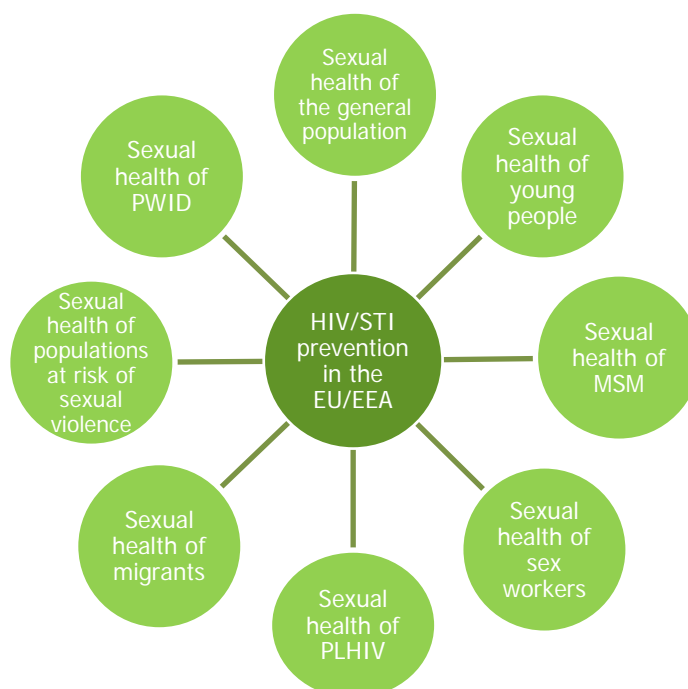 Sexual
health of
the general
population
Sexual
health of
young
people
Sexual
health of
MSM
Sexual
health of
sex
workers
Sexual
health of
PLHIV
Sexual
health of
migrants
Sexual
health of
populations
at risk of
sexual
violence
Sexual
health of
PWID
HIV/STI
prevention
in the
EU/EEA